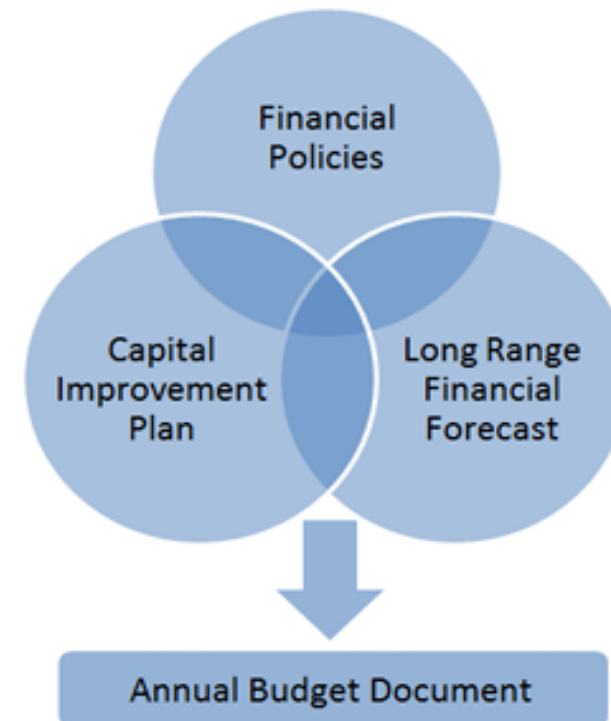 Financial
Policies
Capital
Improvement
Plan
Long Range
Financial
Forecast
Annual Budget Document